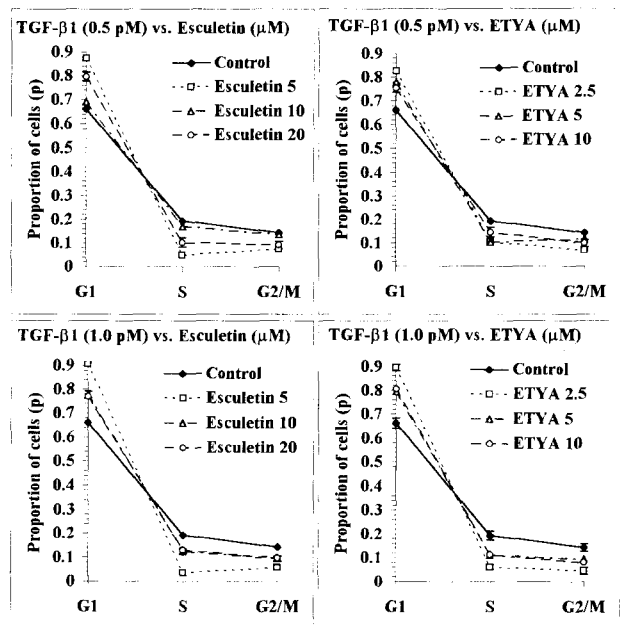 TGF-β1 (0.5 pM) vs. Esculetin (μM)
Proportion of cells (p)
0.9
0.8
0.7
0.6
0.5
0.4
0.3
0.2
0.1
0
G1
S
G2/M
Control
Esculetin 5
Esculetin 10
Esculetin 20
TGF-β1 (0.5 pM) vs. ETYA (μM)
Proportion of cells (p)
0.9
0.8
0.7
0.6
0.5
0.4
0.3
0.2
0.1
0
G1
S
G2/M
Control
ETYA 2.5
ETYA 5
ETYA 10
TGF-β1 (1.0 pM) vs. Esculetin (μM)
Proportion of cells (p)
0.9
0.8
0.7
0.6
0.5
0.4
0.3
0.2
0.1
0
G1
S
G2/M
Control
Esculetin 5
Esculetin 10
Esculetin 20
TGF-β1 (1.0 pM) vs. ETYA (μM)
Proportion of cells (p)
0.9
0.8
0.7
0.6
0.5
0.4
0.3
0.2
0.1
0
G1
S
G2/M
Control
ETYA 2.5
ETYA 5
ETYA 10